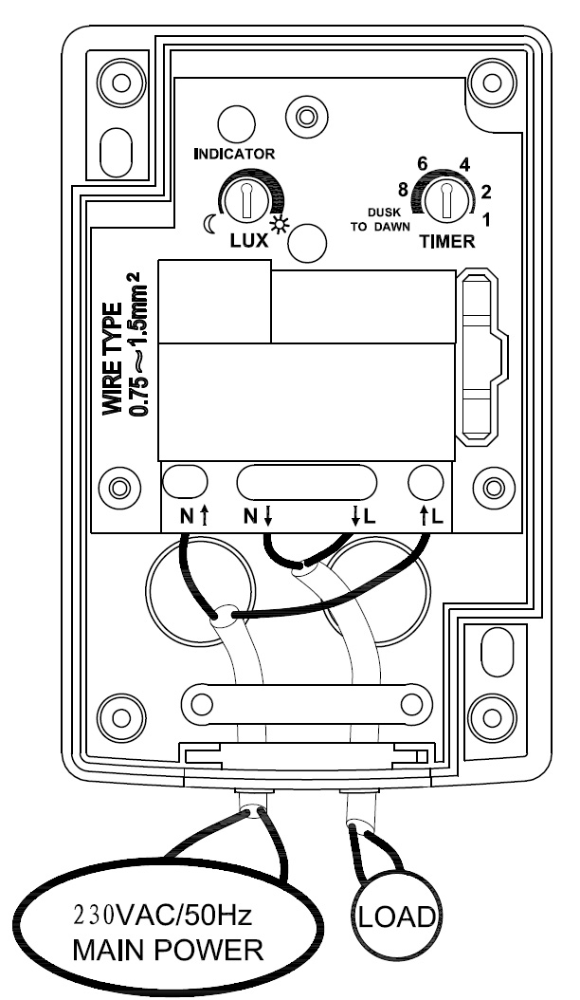 INDICATOR
LUX
6 4
8 2
DUSK
TO DAWN 1
TIMER
WIRE TYPE
0.75～1.5mm²
N↑ N↓ ↓L ↑L
230VAC/50Hz
MAIN POWER
LOAD